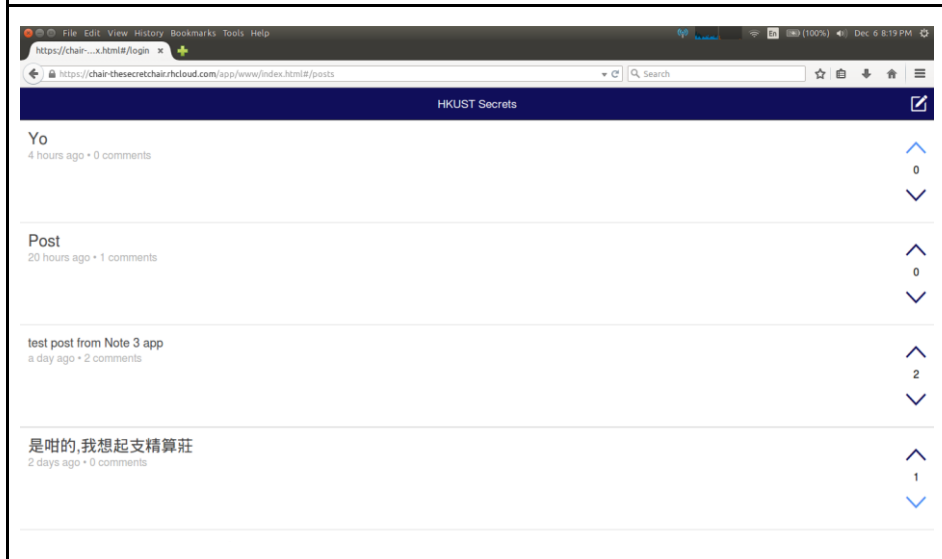 File Edit View History Bookmarks Tools Help
En (100%) Dec 6 8:19 PM
https://chair-...x.html#/login
https://chair-thesecretchair.rhcloud.com/app/www/index.html#/posts
Search
HKUST Secrets
Yo
4 hours ago • 0 comments
0
Post
20 hours ago • 1 comments
0
test post from Note 3 app
a day ago • 2 comments
2
是咁的,我想起支精算莊
2 days ago • 0 comments
1